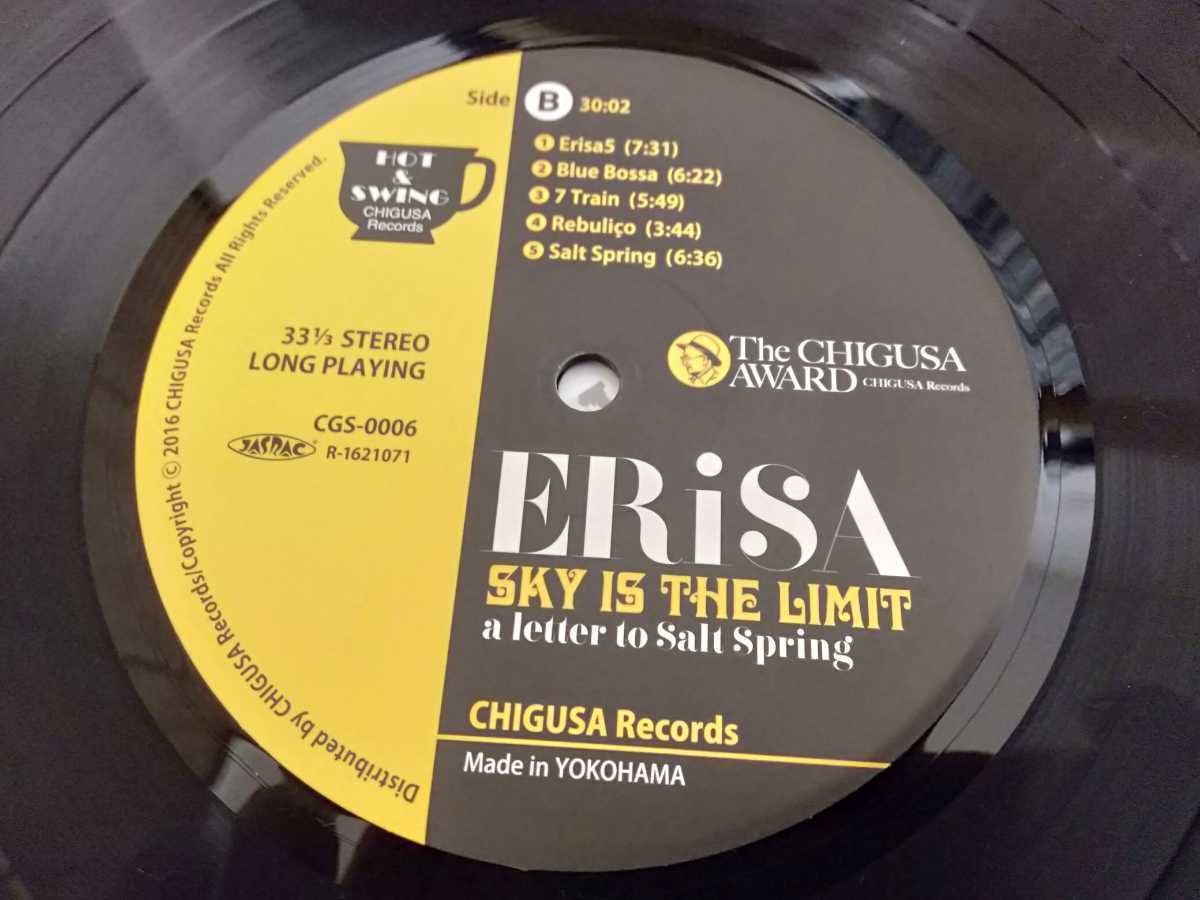 Side B 30:02
1 Erisa5 (7:31)
2 Blue Bossa (6:22)
3 7 Train (5:49)
4 Rebuliço (3:44)
5 Salt Spring (6:36)
HOT
&
SWING
CHIGUSA
Records
33⅓ STEREO
LONG PLAYING
CGS-0006
JASRAC® R-1621071
The CHIGUSA
AWARD CHIGUSA Records
ERiSA
SKY IS THE LIMIT
a letter to Salt Spring
CHIGUSA Records
Made in YOKOHAMA
Distributed by CHIGUSA Records/Copyright © 2016 CHIGUSA Records All Rights Reserved.